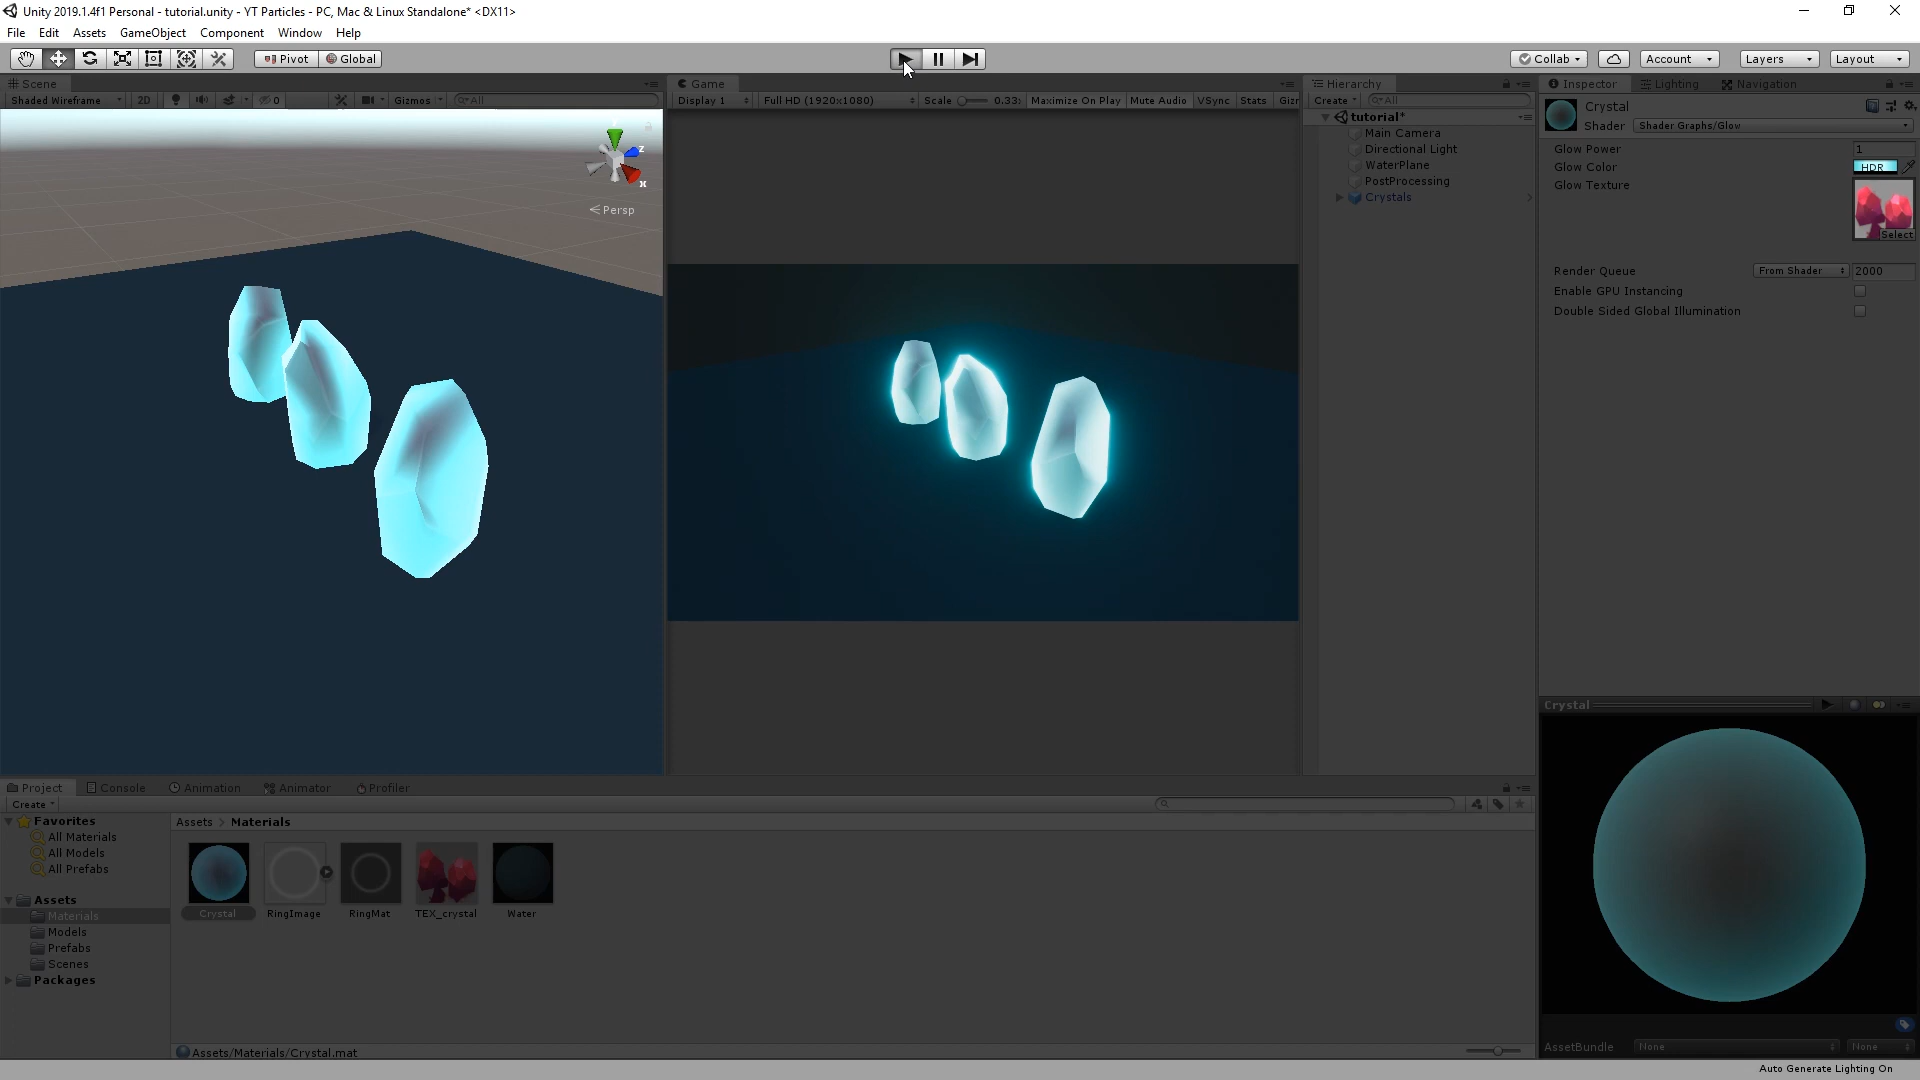 Unity 2019.1.4f1 Personal - tutorial.unity - YT Particles - PC, Mac & Linux Standalone* <DX11>
File Edit Assets GameObject Component Window Help
Pivot Global Collab Account Layers Layout
Scene
Shaded Wireframe 2D 0 Gizmos All
y
z
x
Persp
Game
Display 1 Full HD (1920x1080) Scale 0.33x Maximize On Play Mute Audio VSync Stats Giz
Hierarchy
Create All
tutorial*
Main Camera
Directional Light
WaterPlane
PostProcessing
Crystals
Inspector Lighting Navigation
Crystal
Shader Shader Graphs/Glow
Glow Power 1
Glow Color HDR
Glow Texture
Select
Render Queue From Shader 2000
Enable GPU Instancing
Double Sided Global Illumination
Crystal
AssetBundle None None
Project Console Animation Animator Profiler
Create
Favorites
All Materials
All Models
All Prefabs
Assets
Materials
Models
Prefabs
Scenes
Packages
Assets > Materials
Crystal RingImage RingMat TEX_crystal Water
Assets/Materials/Crystal.mat
Auto Generate Lighting On